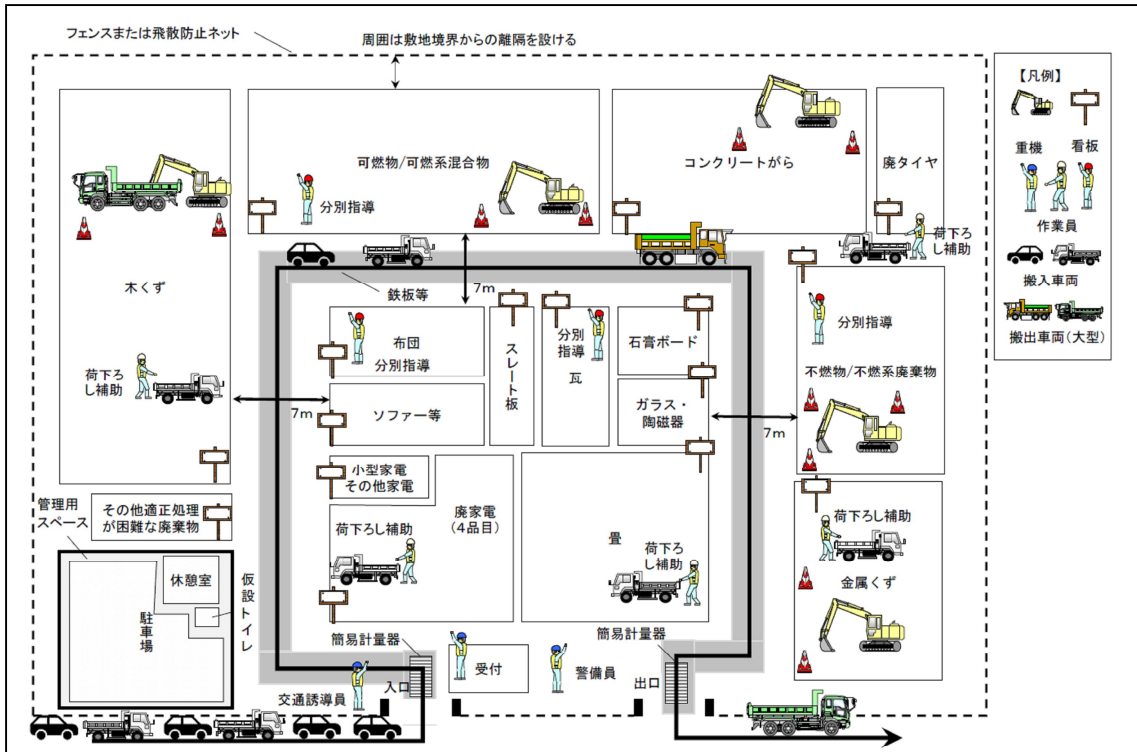 フェンスまたは飛散防止ネット
周囲は敷地境界からの離隔を設ける
【凡例】
重機
看板
作業員
搬入車両
搬出車両(大型)
可燃物/可燃系混合物
分別指導
コンクリートがら
廃タイヤ
荷下ろ
し補助
木くず
鉄板等
7m
布団
分別指導
スレート板
分別
指導
瓦
石膏ボード
分別指導
不燃物/不燃系廃棄物
荷下ろ
し補助
7m
ソファー等
ガラス・
陶磁器
7m
小型家電
その他家電
廃家電
(4品目)
荷下ろし補助
畳
荷下ろ
し補助
荷下ろし補助
金属くず
その他適正処理
が困難な廃棄物
管理用
スペース
休憩室
仮設トイレ
駐車場
簡易計量器
入口
受付
警備員
簡易計量器
出口
交通誘導員